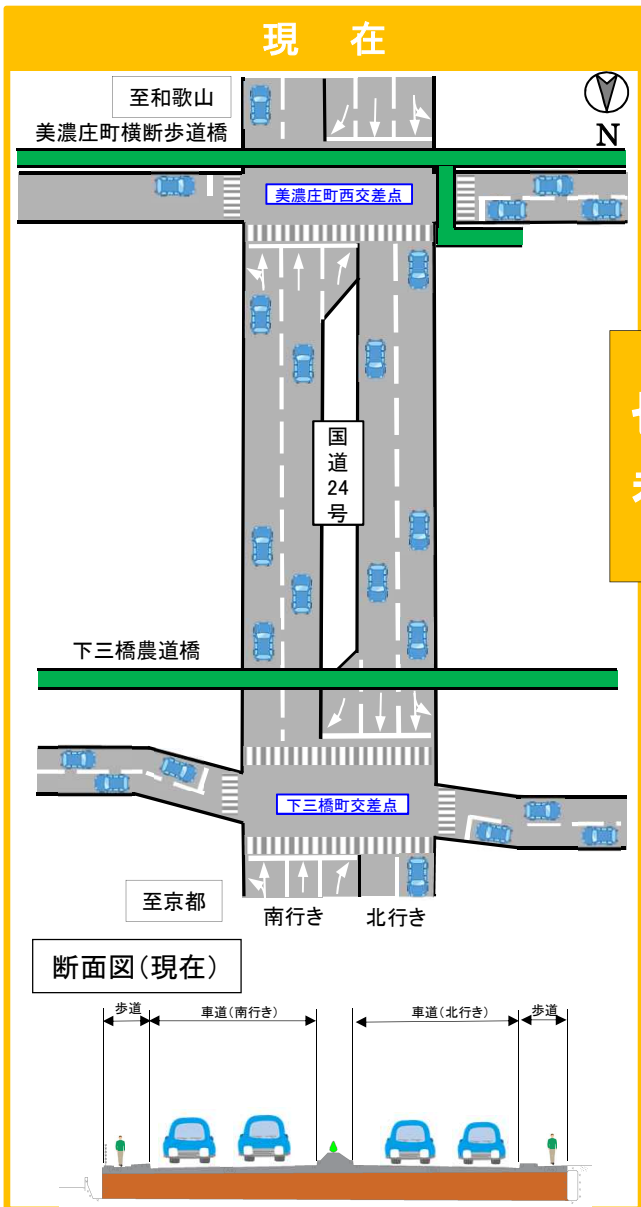 現 在
至和歌山
美濃庄町横断歩道橋
N
美濃庄町西交差点
国
道
24
号
下三橋農道橋
下三橋町交差点
至京都
南行き
北行き
断面図(現在)
歩道
車道(南行き)
車道(北行き)
歩道